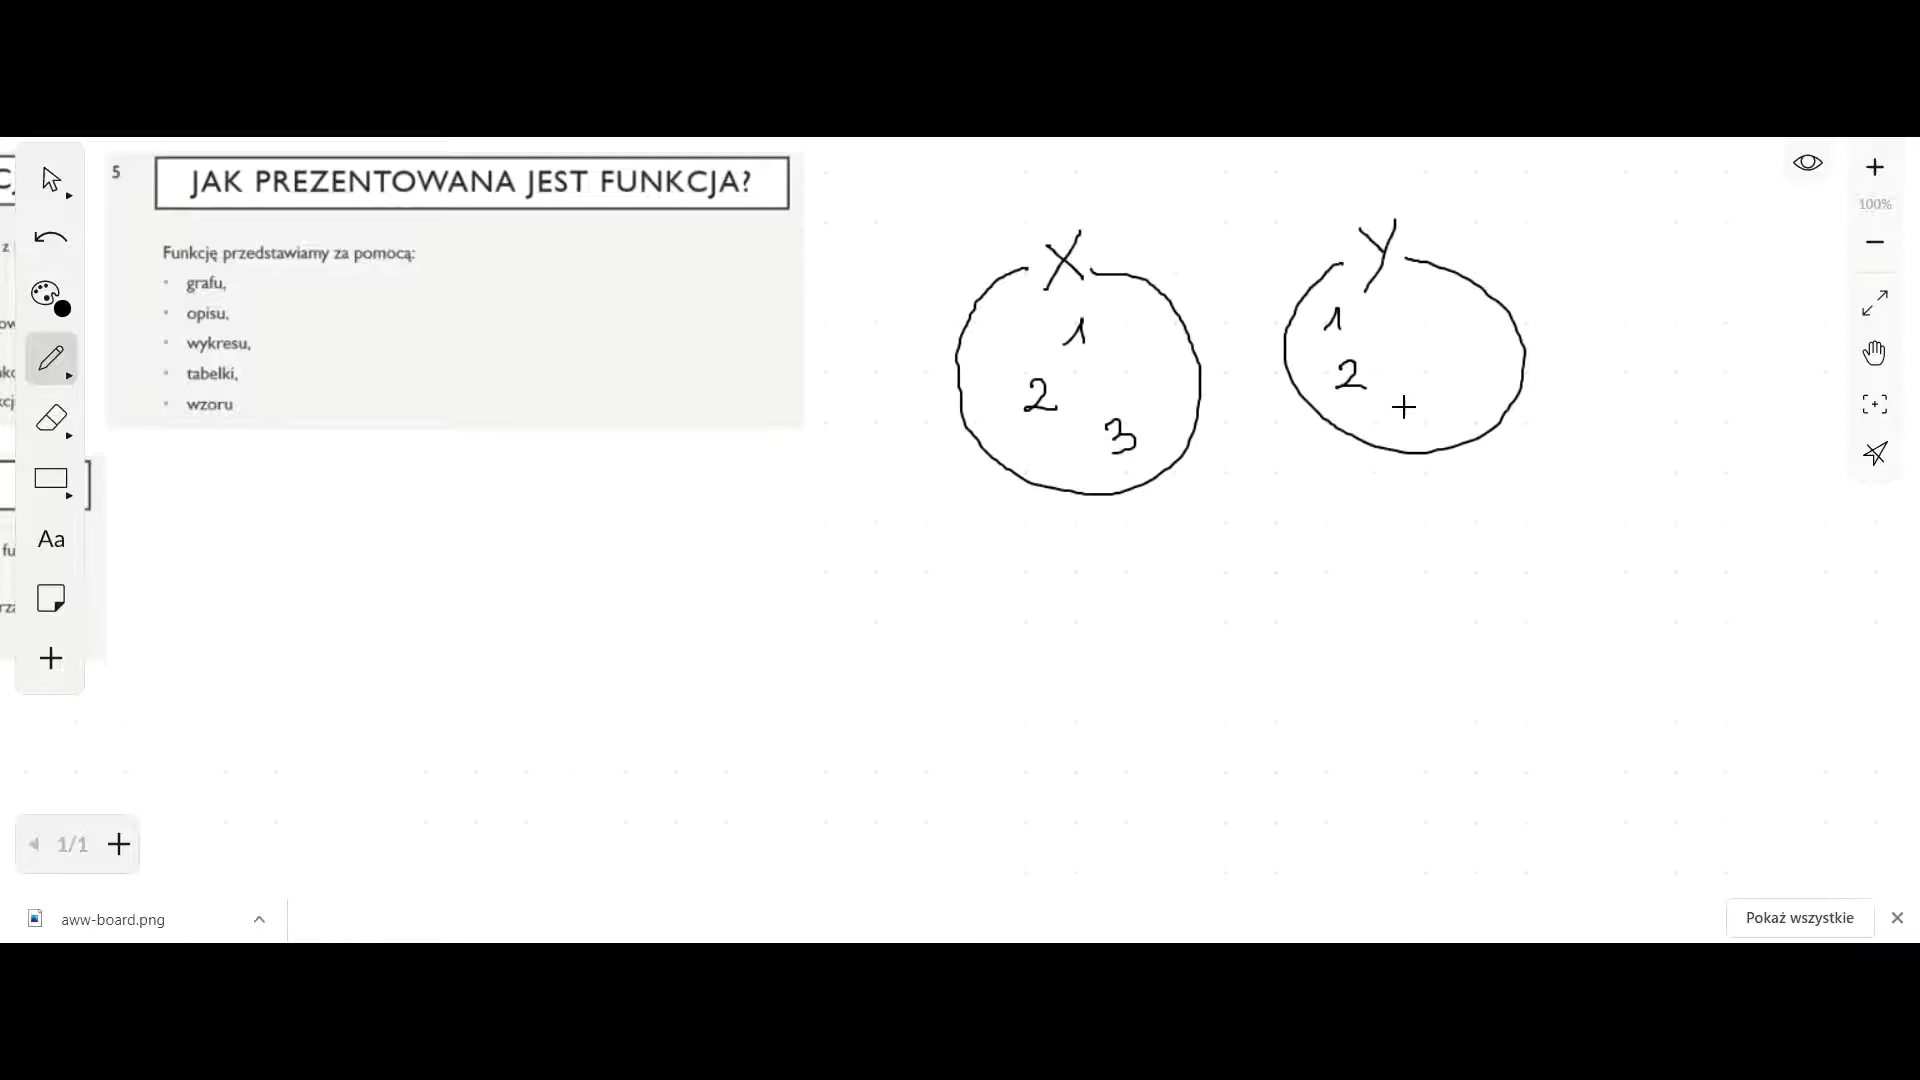 5
JAK PREZENTOWANA JEST FUNKCJA?
Funkcję przedstawiamy za pomocą:
grafu,
opisu,
wykresu,
tabelki,
wzoru
X
1
2
3
Y
1
2
100%
Aa
1/1
aww-board.png
Pokaż wszystkie